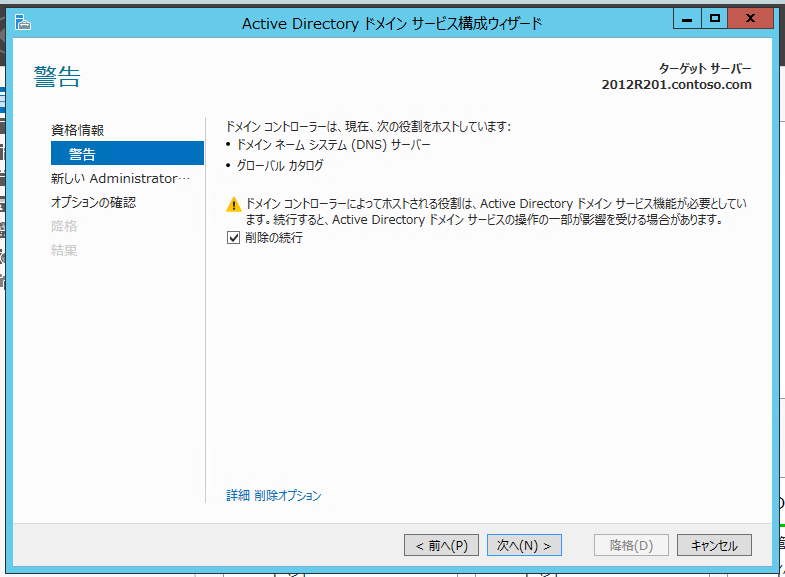 Active Directory ドメイン サービス構成ウィザード
警告
ターゲット サーバー
2012R201.contoso.com
資格情報
警告
新しい Administrator…
オプションの確認
降格
結果
ドメイン コントローラーは、現在、次の役割をホストしています:
• ドメイン ネーム システム (DNS) サーバー
• グローバル カタログ
ドメイン コントローラーによってホストされる役割は、Active Directory ドメイン サービス機能が必要としてい
ます。続行すると、Active Directory ドメイン サービスの操作の一部が影響を受ける場合があります。
削除の続行
詳細 削除オプション
< 前へ(P)
次へ(N) >
降格(D)
キャンセル